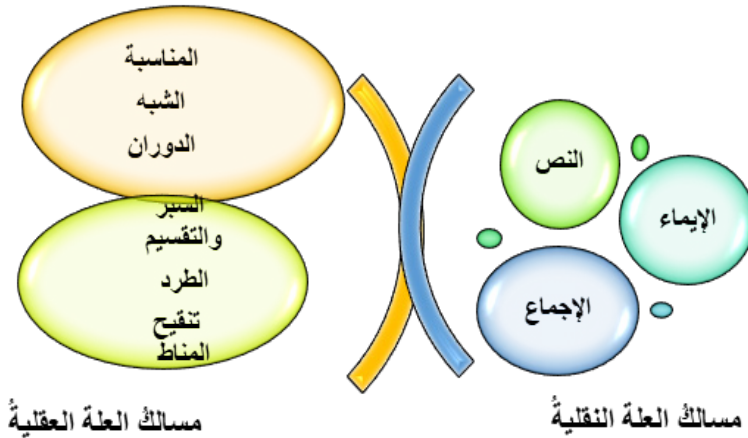 النص
الإيماء
الإجماع
مسالكُ العلة النقليةُ
المناسبة
الشبه
الدوران
السبر
والتقسيم
الطرد
تنقيح
المناط
مسالكُ العلة العقليةُ